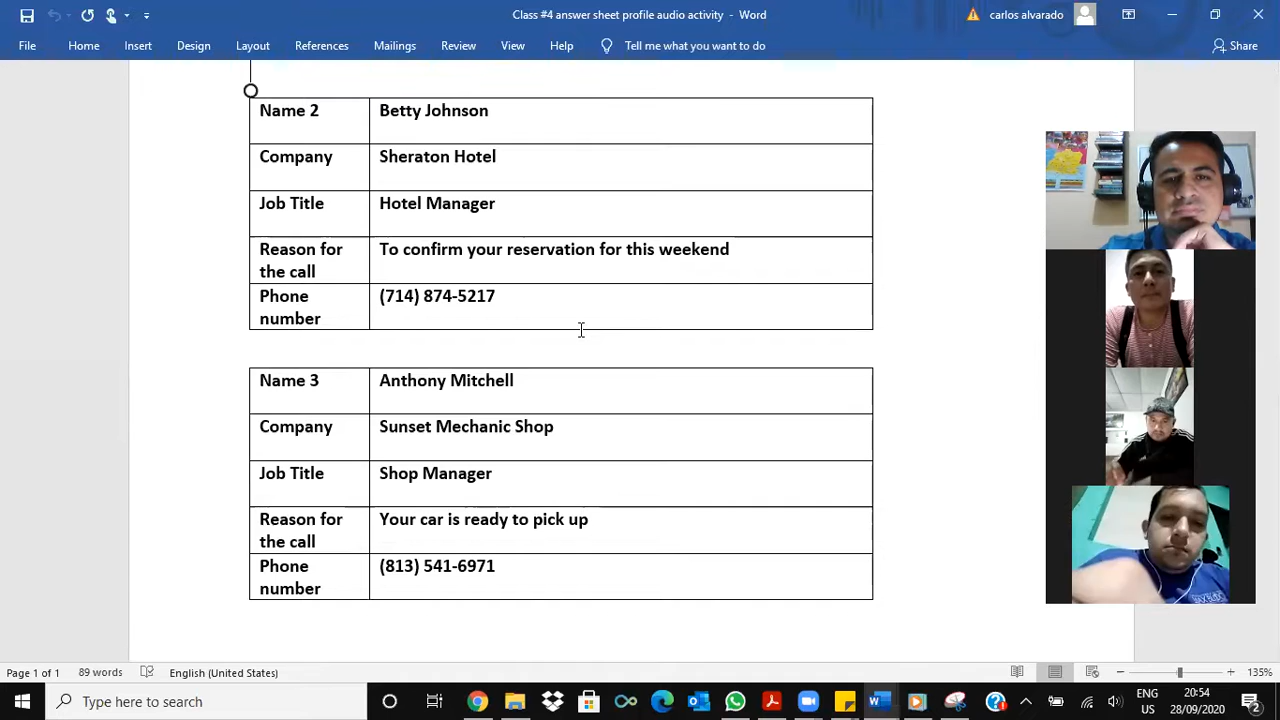 Class #4 answer sheet profile audio activity - Word
carlos alvarado
File Home Insert Design Layout References Mailings Review View Help Tell me what you want to do Share
Name 2 Betty Johnson
Company Sheraton Hotel
Job Title Hotel Manager
Reason for To confirm your reservation for this weekend
the call
Phone (714) 874-5217
number
Name 3 Anthony Mitchell
Company Sunset Mechanic Shop
Job Title Shop Manager
Reason for Your car is ready to pick up
the call
Phone (813) 541-6971
number
Page 1 of 1 89 words English (United States) 135%
Type here to search
ENG 20:54
US 28/09/2020 2